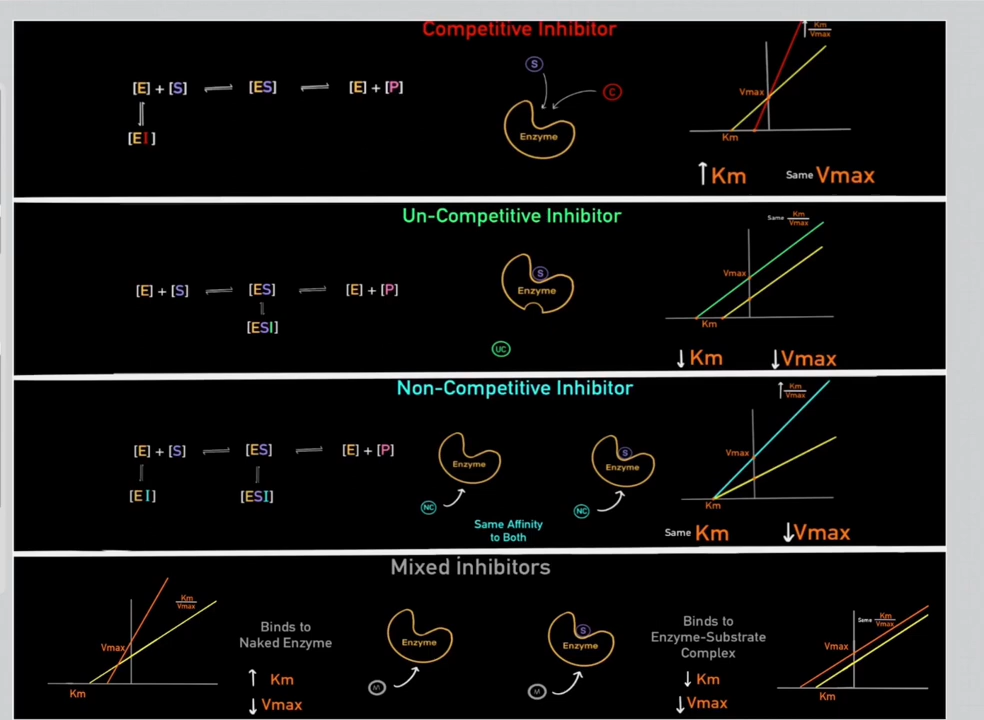 Competitive Inhibitor
[E] + [S] [ES] [E] + [P]
[EI]
S
C
Enzyme
Km
Vmax
Vmax
Km
↑Km Same Vmax
Un-Competitive Inhibitor
[E] + [S] [ES] [E] + [P]
[ESI]
S
Enzyme
UC
Same Km
Vmax
Vmax
Km
↓Km ↓Vmax
Non-Competitive Inhibitor
[E] + [S] [ES] [E] + [P]
[EI] [ESI]
Enzyme
NC
S
Enzyme
NC
Same Affinity
to Both
Km
Vmax
Vmax
Km
Same Km ↓Vmax
Mixed inhibitors
Km
Vmax
Vmax
Km
Binds to
Naked Enzyme
↑ Km
↓ Vmax
Enzyme
M
S
Enzyme
M
Binds to
Enzyme-Substrate
Complex
↓ Km
↓ Vmax
Same Km
Vmax
Vmax
Km